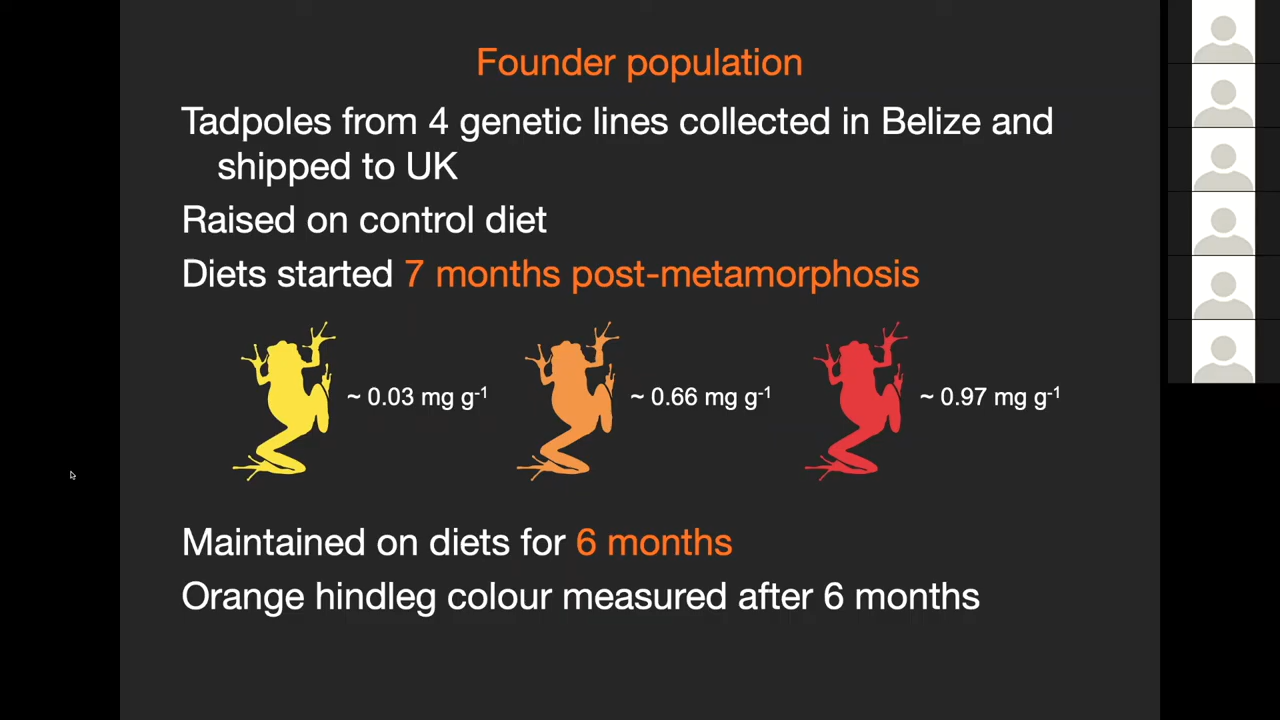 Founder population
Tadpoles from 4 genetic lines collected in Belize and
shipped to UK
Raised on control diet
Diets started 7 months post-metamorphosis
~ 0.03 mg g⁻¹
~ 0.66 mg g⁻¹
~ 0.97 mg g⁻¹
Maintained on diets for 6 months
Orange hindleg colour measured after 6 months